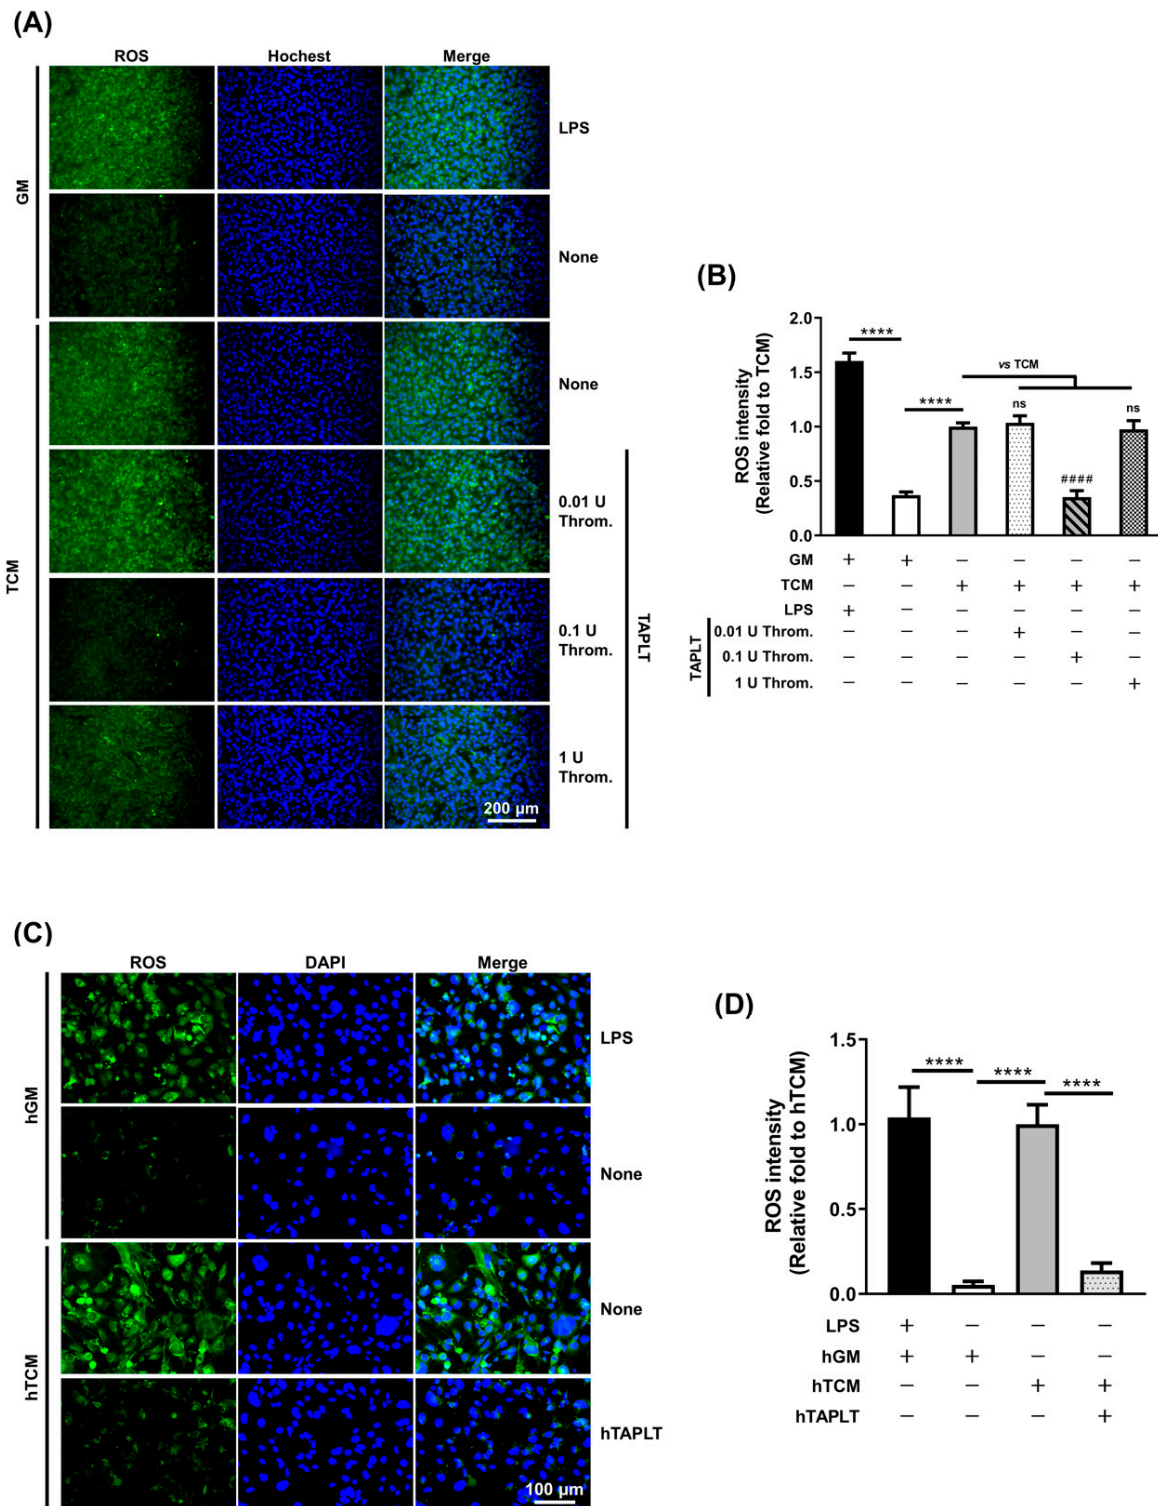 (A)
ROS Hochest Merge
GM
LPS
None
TCM
None
0.01 U
Throm.
0.1 U
Throm.
1 U
Throm.
TAPLT
200 μm
(B)
ROS intensity
(Relative fold to TCM)
2.0
1.5
1.0
0.5
0.0
****
****
vs TCM
ns
####
ns
GM + + − − − −
TCM − − + + + +
LPS + − − − − −
TAPLT
0.01 U Throm. − − − + − −
0.1 U Throm. − − − − + −
1 U Throm. − − − − − +
(C)
ROS DAPI Merge
hGM
LPS
None
hTCM
None
hTAPLT
100 μm
(D)
ROS intensity
(Relative fold to hTCM)
1.5
1.0
0.5
0.0
**** **** ****
LPS + − − −
hGM + + − −
hTCM − − + +
hTAPLT − − − +